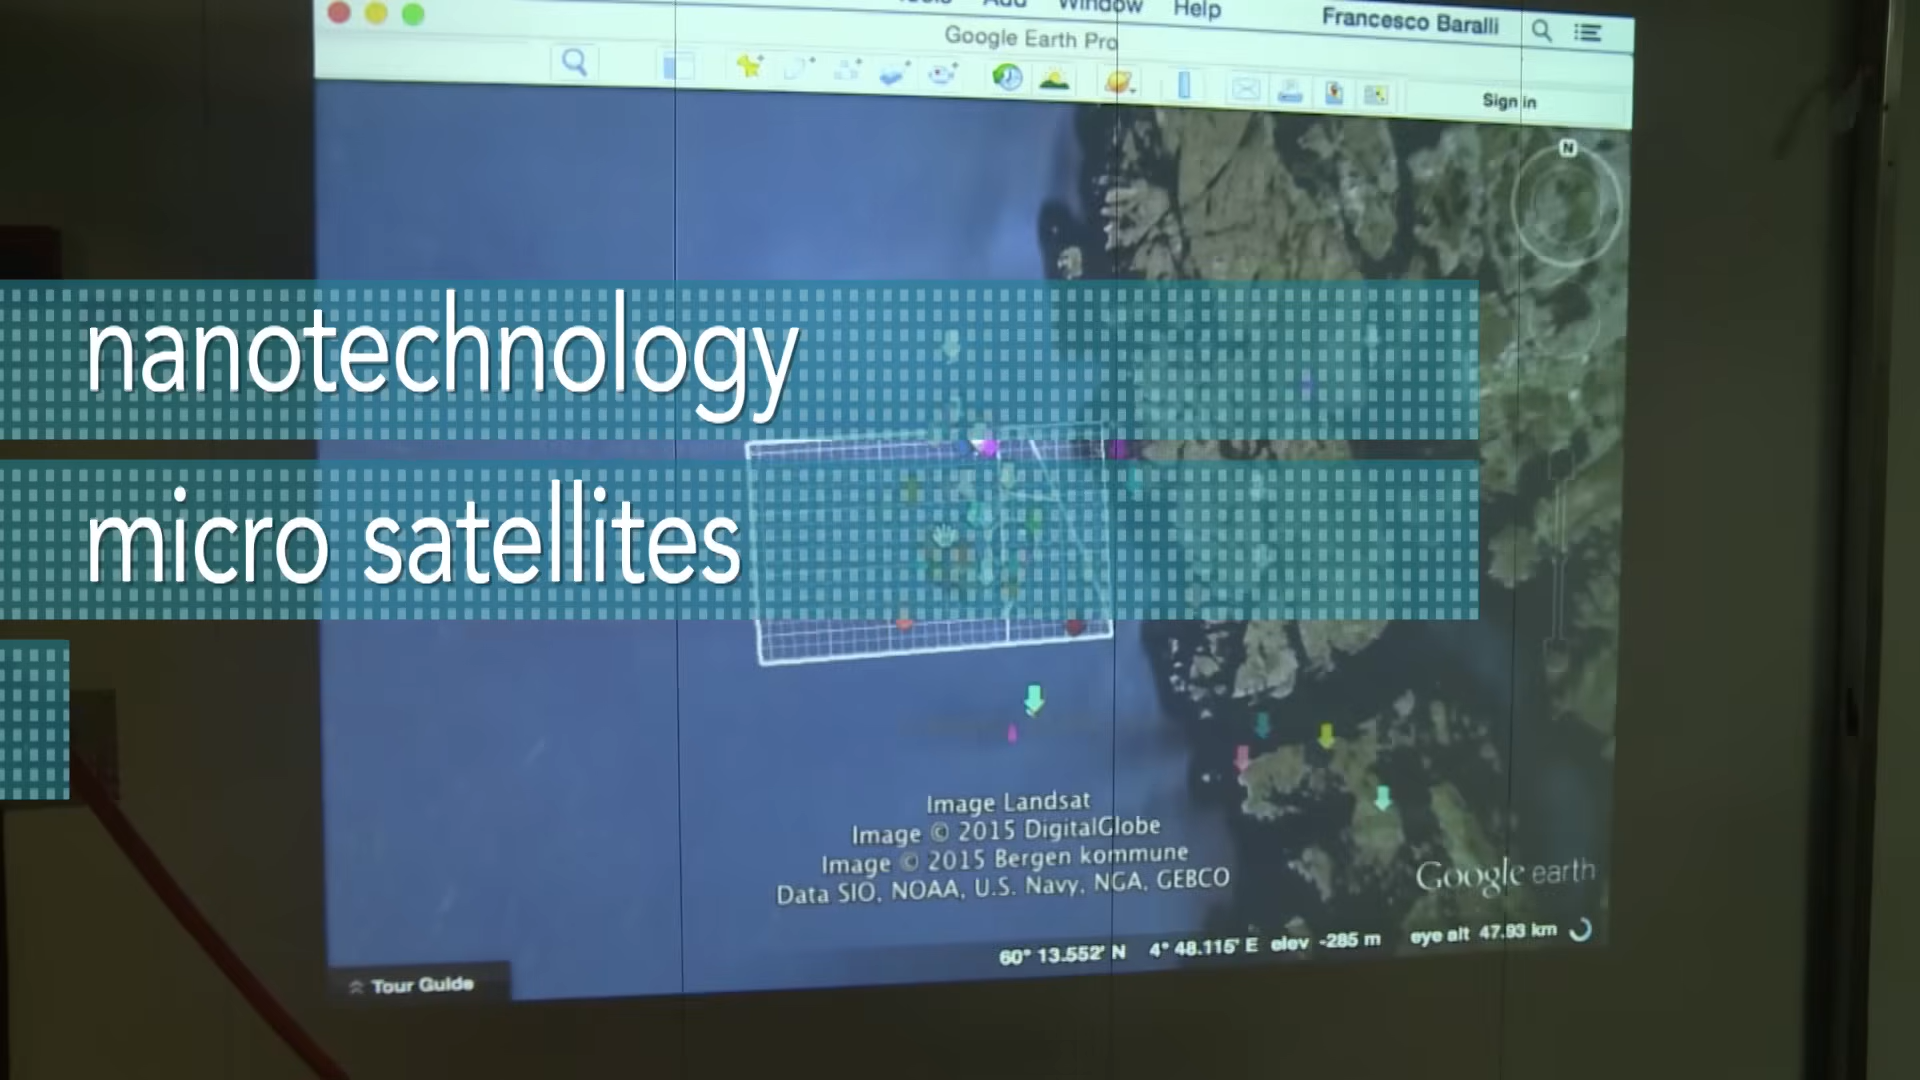 Tools Add Window Help Francesco Baralli
Google Earth Pro
Sign in
N
nanotechnology
micro satellites
Image Landsat
Image © 2015 DigitalGlobe
Image © 2015 Bergen kommune
Data SIO, NOAA, U.S. Navy, NGA, GEBCO
Google earth
60° 13.552' N 4° 48.115' E elev -285 m eye alt 47.93 km
Tour Guide